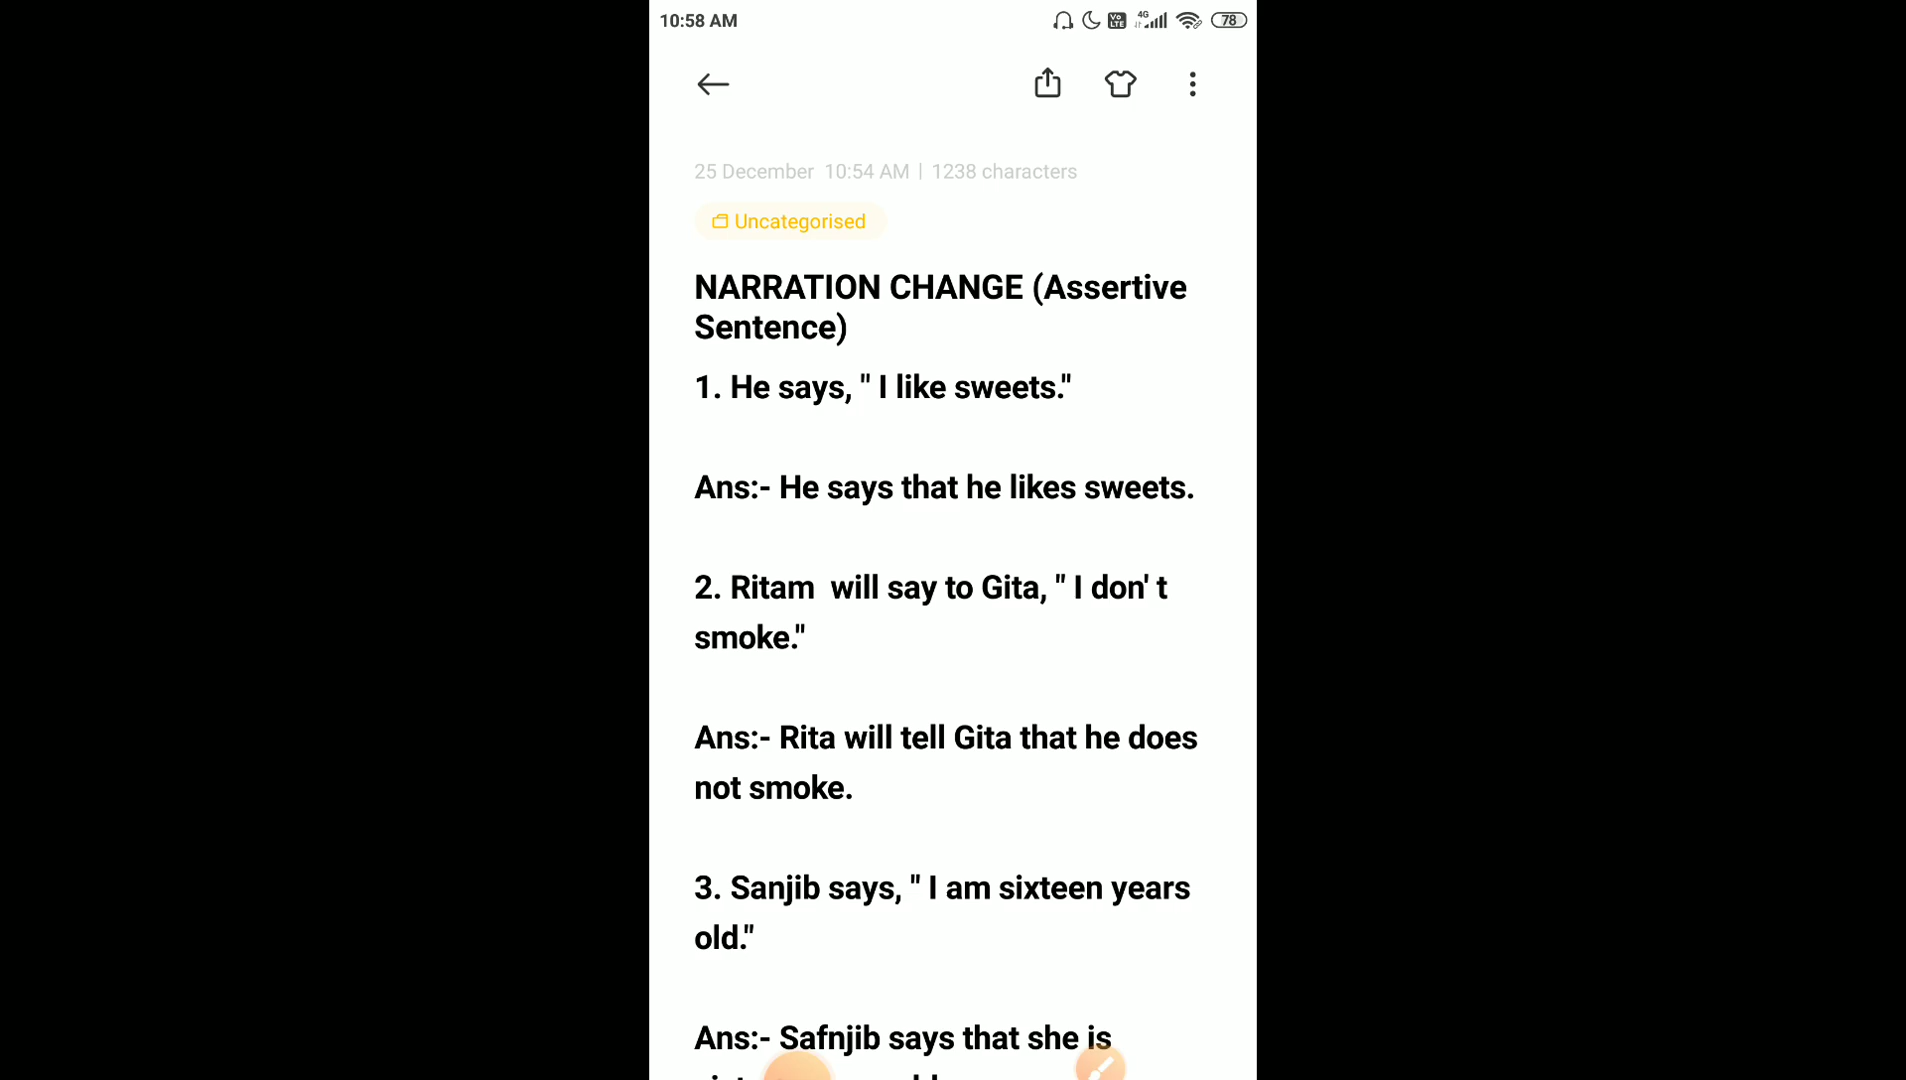 10:58 AM
Vo LTE 4G 78
25 December 10:54 AM | 1238 characters
Uncategorised
NARRATION CHANGE (Assertive
Sentence)
1. He says, " I like sweets."
Ans:- He says that he likes sweets.
2. Ritam  will say to Gita, " I don' t
smoke."
Ans:- Rita will tell Gita that he does
not smoke.
3. Sanjib says, " I am sixteen years
old."
Ans:- Safnjib says that she is